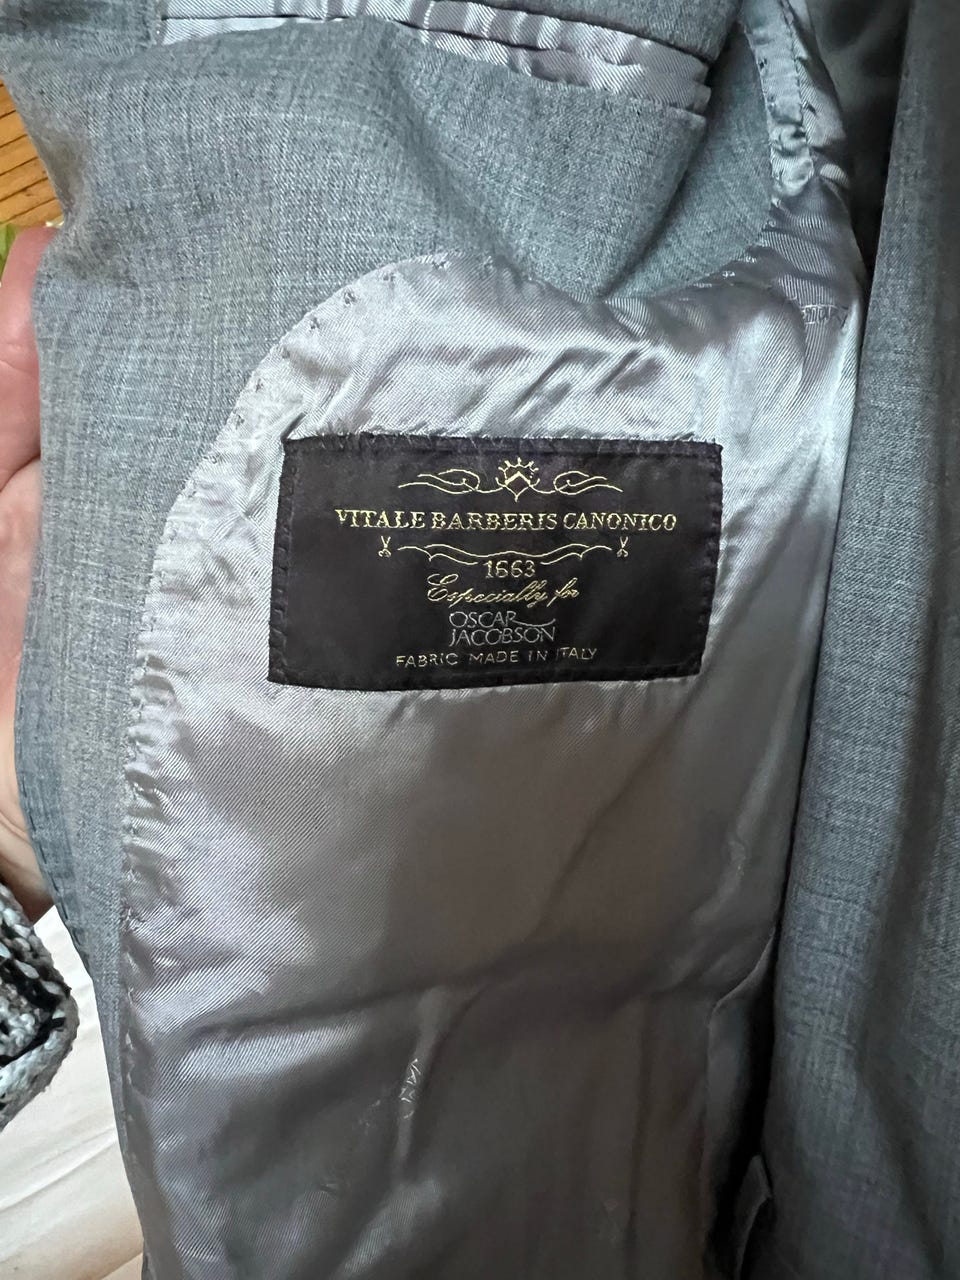 VITALE BARBERIS CANONICO
1663
Especially for
OSCAR
JACOBSON
FABRIC MADE IN ITALY